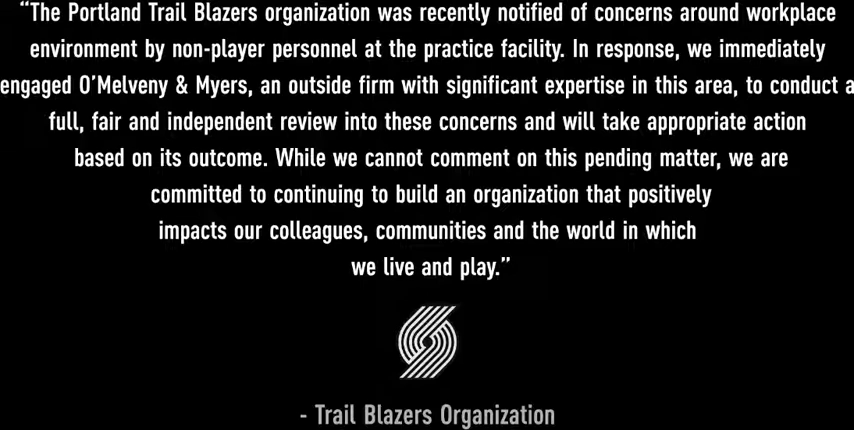 “The Portland Trail Blazers organization was recently notified of concerns around workplace
environment by non-player personnel at the practice facility. In response, we immediately
engaged O’Melveny & Myers, an outside firm with significant expertise in this area, to conduct a
full, fair and independent review into these concerns and will take appropriate action
based on its outcome. While we cannot comment on this pending matter, we are
committed to continuing to build an organization that positively
impacts our colleagues, communities and the world in which
we live and play.”
- Trail Blazers Organization